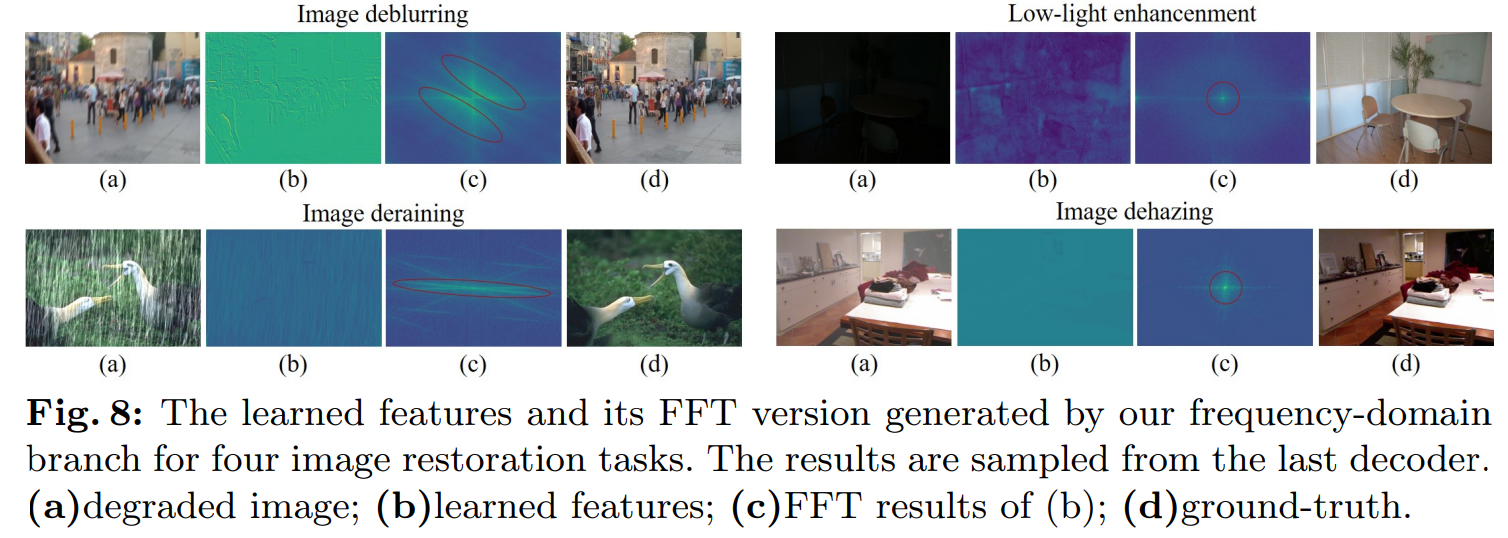 Image deblurring
(a) (b) (c) (d)
Low-light enhancenment
(a) (b) (c) (d)
Image deraining
(a) (b) (c) (d)
Image dehazing
(a) (b) (c) (d)
Fig. 8: The learned features and its FFT version generated by our frequency-domain
branch for four image restoration tasks. The results are sampled from the last decoder.
(a)degraded image; (b)learned features; (c)FFT results of (b); (d)ground-truth.